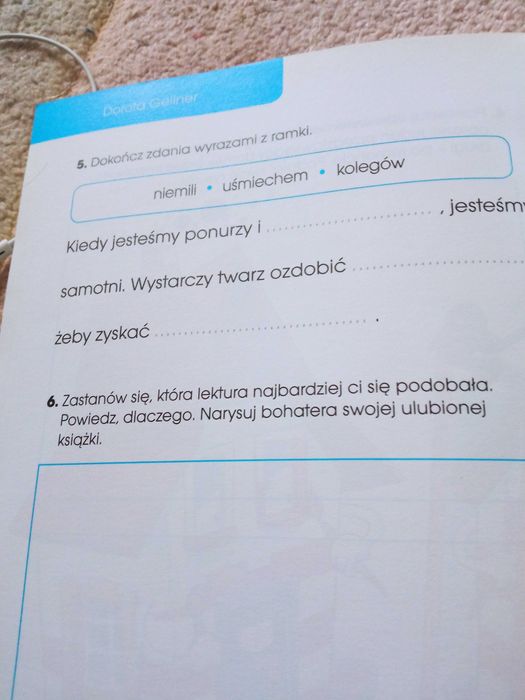 Dorota Gellner
5. Dokończ zdania wyrazami z ramki.
niemili • uśmiechem • kolegów
Kiedy jesteśmy ponurzy i ........................... , jesteśmy
samotni. Wystarczy twarz ozdobić ...........................
żeby zyskać ................................... .
6. Zastanów się, która lektura najbardziej ci się podobała.
Powiedz, dlaczego. Narysuj bohatera swojej ulubionej
książki.